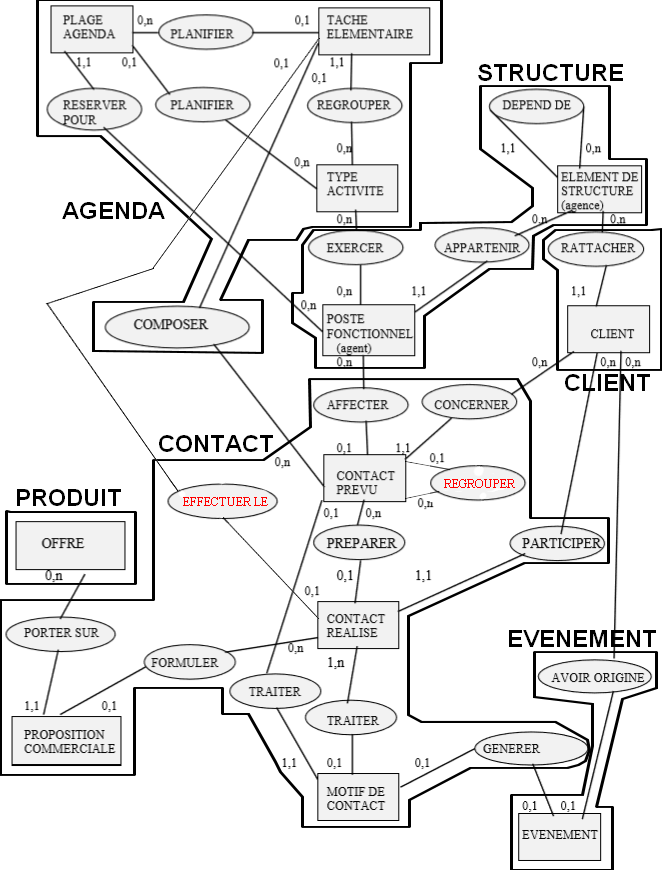 PLAGE
AGENDA
0,n
PLANIFIER
0,1
TACHE
ELEMENTAIRE
1,1
0,1
0,1
0,1
1,1
STRUCTURE
RESERVER
POUR
PLANIFIER
REGROUPER
DEPEND DE
1,1
0,n
0,n
0,n
TYPE
ACTIVITE
ELEMENT DE
STRUCTURE
(agence)
AGENDA
0,n
0,n
0,n
EXERCER
APPARTENIR
RATTACHER
0,n
0,n
1,1
1,1
COMPOSER
POSTE
FONCTIONNEL
(agent)
CLIENT
0,n
0,n
0,n
0,n
CLIENT
AFFECTER
CONCERNER
CONTACT
0,1
1,1
0,n
0,1
CONTACT
PREVU
REGROUPER
PRODUIT
EFFECTUER LE
0,n
0,1
0,n
OFFRE
PREPARER
PARTICIPER
0,n
0,1
1,1
0,1
PORTER SUR
CONTACT
REALISE
EVENEMENT
0,n
FORMULER
1,n
AVOIR ORIGINE
TRAITER
1,1
0,1
TRAITER
PROPOSITION
COMMERCIALE
GENERER
1,1
0,1
0,1
MOTIF DE
CONTACT
0,1
0,1
EVENEMENT